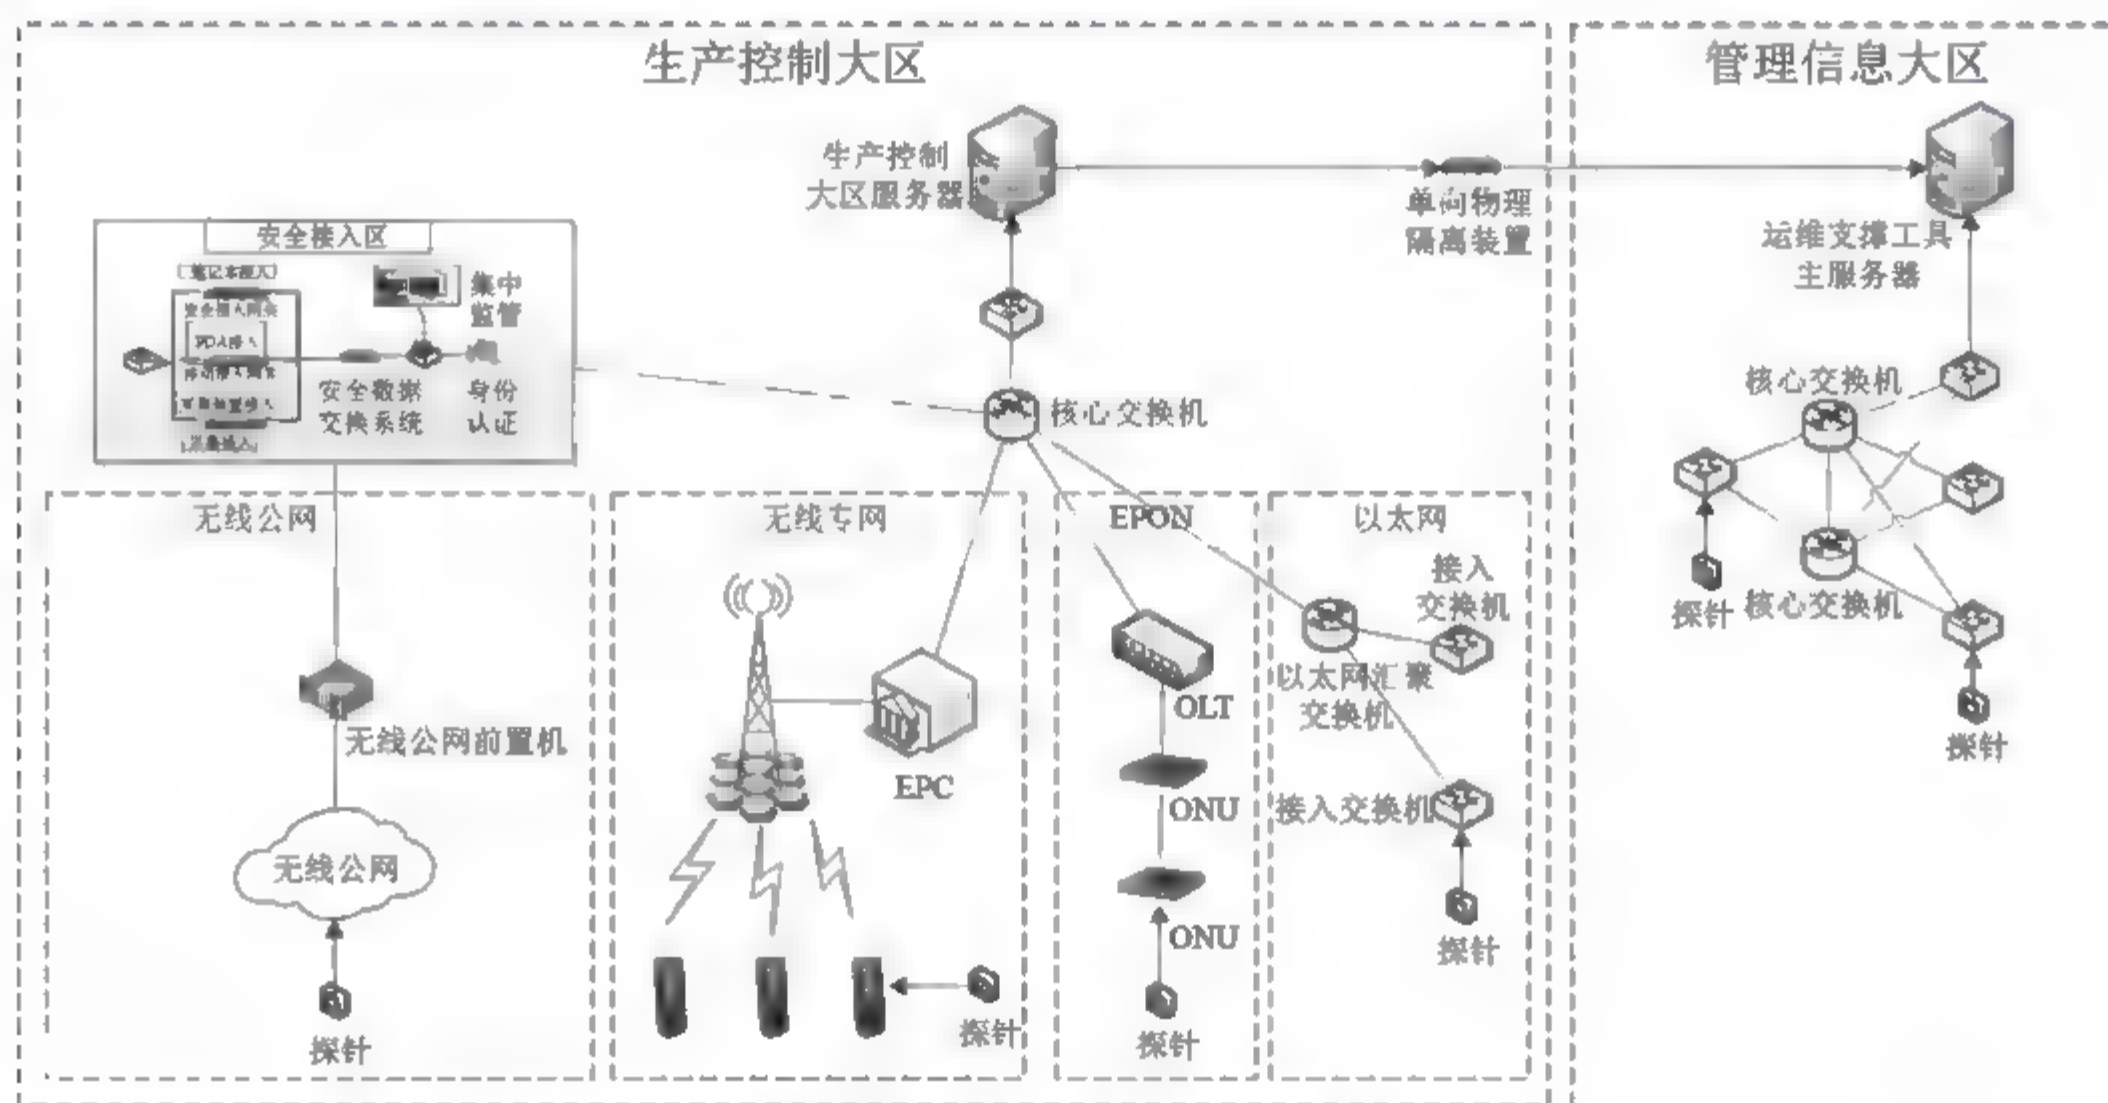 生产控制大区
管理信息大区
生产控制
大区服务器
单向物理
隔离装置
运维支撑工具
主服务器
安全接入区
集中
监管
安全数据
交换系统
身份
认证
核心交换机
核心交换机
核心交换机
探针
探针
无线公网
无线公网前置机
无线公网
探针
无线专网
EPC
探针
EPON
OLT
ONU
ONU
探针
以太网
接入
交换机
以太网汇聚
交换机
接入交换机
探针